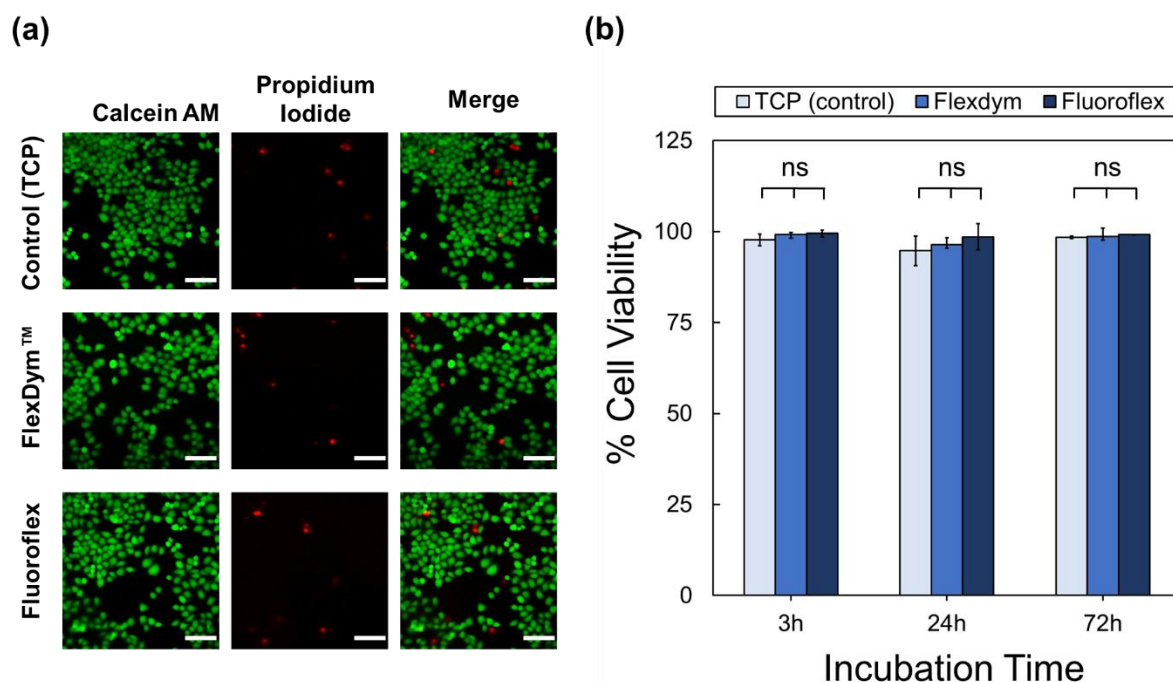 (a)
Calcein AM
Propidium
Iodide
Merge
Control (TCP)
FlexDym™
Fluoroflex
(b)
TCP (control) Flexdym Fluoroflex
125
100
75
50
25
0
% Cell Viability
ns ns ns
3h 24h 72h
Incubation Time